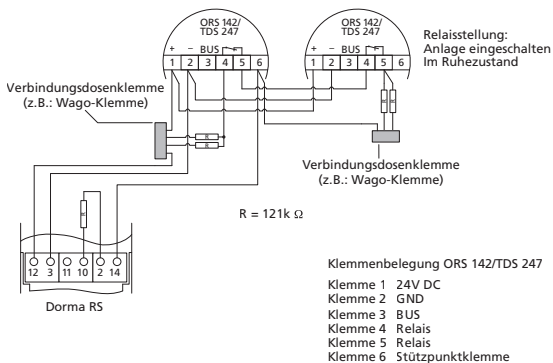 ORS 142/
TDS 247
+ – BUS
1 2 3 4 5 6
ORS 142/
TDS 247
+ – BUS
1 2 3 4 5 6
Relaisstellung:
Anlage eingeschalten
Im Ruhezustand
Verbindungsdosenklemme
(z.B.: Wago-Klemme)
R
R
R
R
Verbindungsdosenklemme
(z.B.: Wago-Klemme)
R = 121k Ω
R
12 3 11 10 2 14
Dorma RS
Klemmenbelegung ORS 142/TDS 247
Klemme 1 24V DC
Klemme 2 GND
Klemme 3 BUS
Klemme 4 Relais
Klemme 5 Relais
Klemme 6 Stützpunktklemme